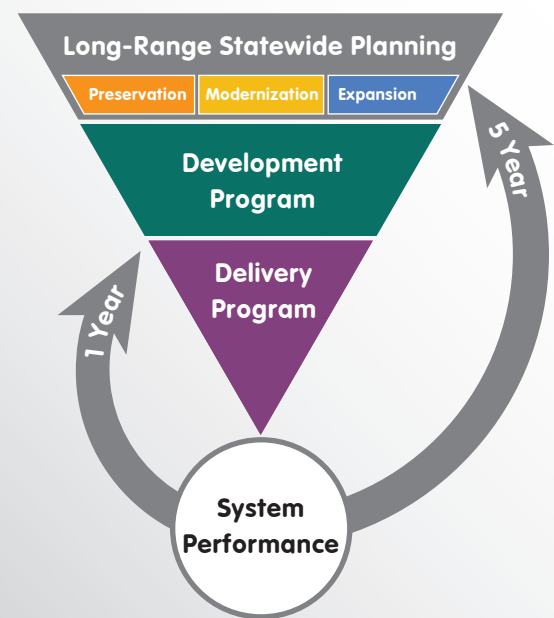 Long-Range Statewide Planning
Preservation
Modernization
Expansion
Development
Program
Delivery
Program
1 Year
5 Year
System
Performance